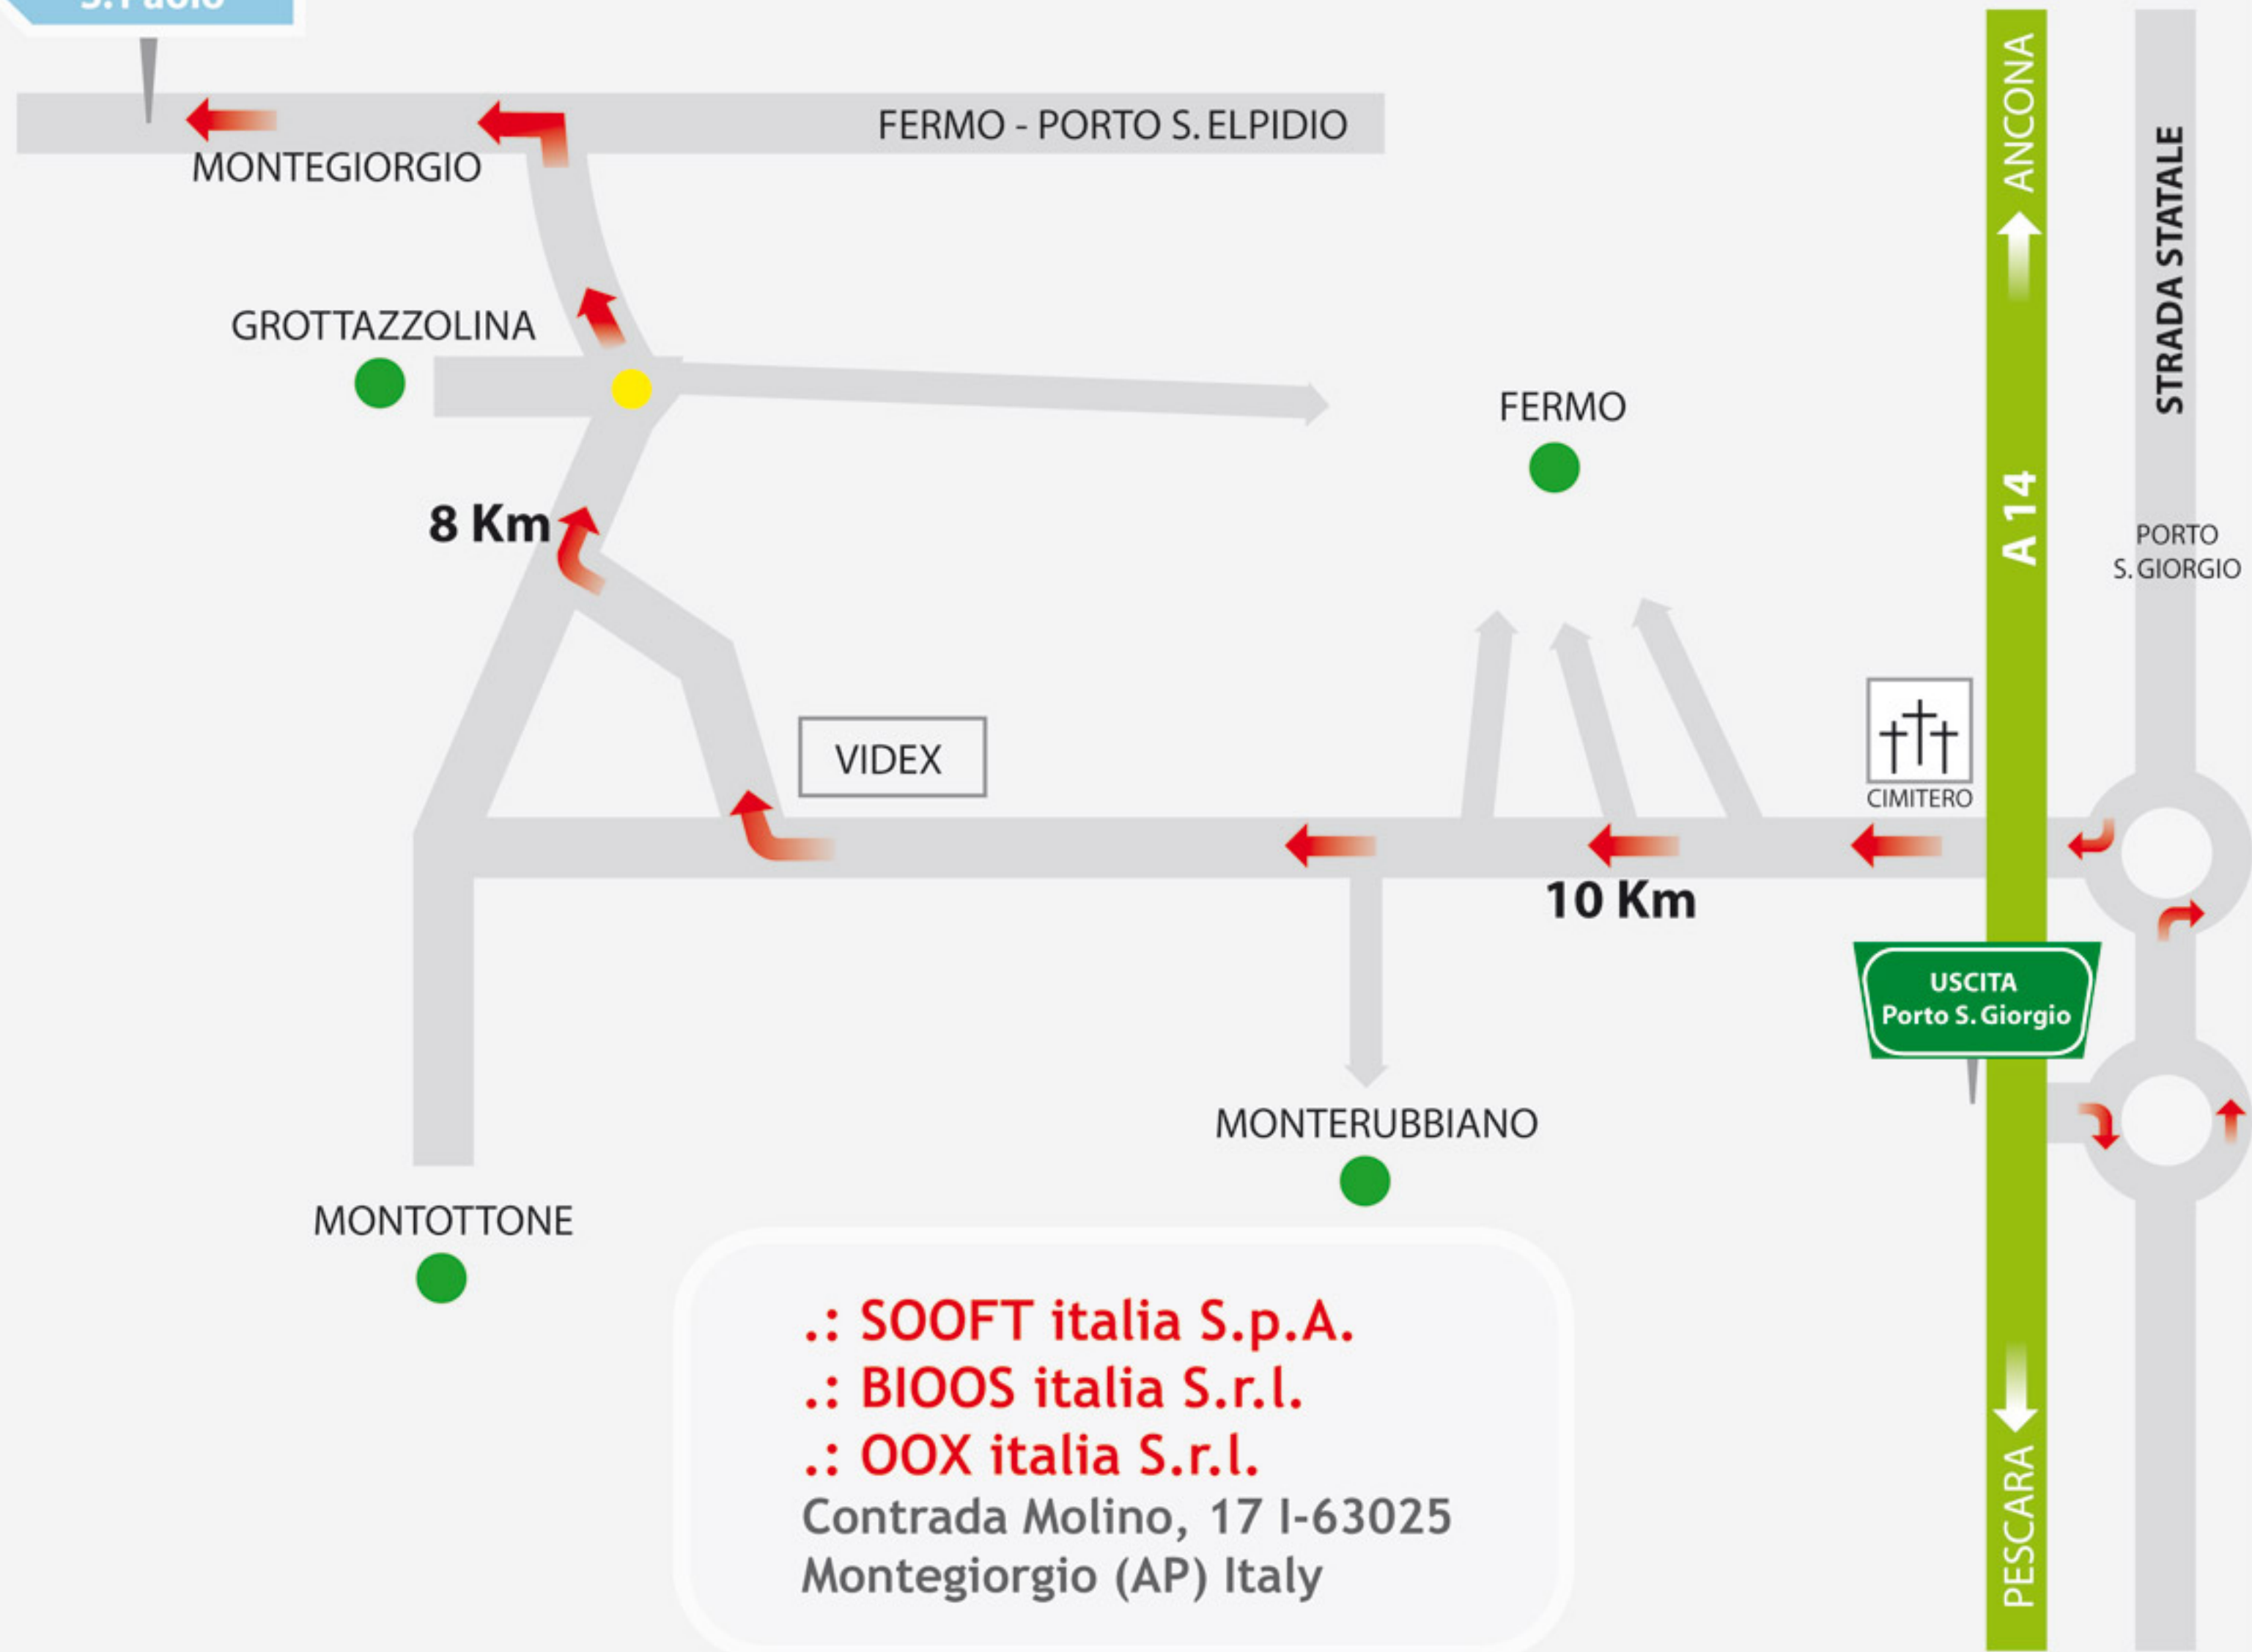 S. Paolo
FERMO - PORTO S. ELPIDIO
MONTEGIORGIO
ANCONA
STRADA STATALE
GROTTAZZOLINA
FERMO
A 14
8 Km
PORTO
S. GIORGIO
VIDEX
CIMITERO
10 Km
USCITA
Porto S. Giorgio
MONTERUBBIANO
MONTOTTONE
.: SOOFT italia S.p.A.
.: BIOOS italia S.r.l.
.: OOX italia S.r.l.
Contrada Molino, 17 I-63025
Montegiorgio (AP) Italy
PESCARA